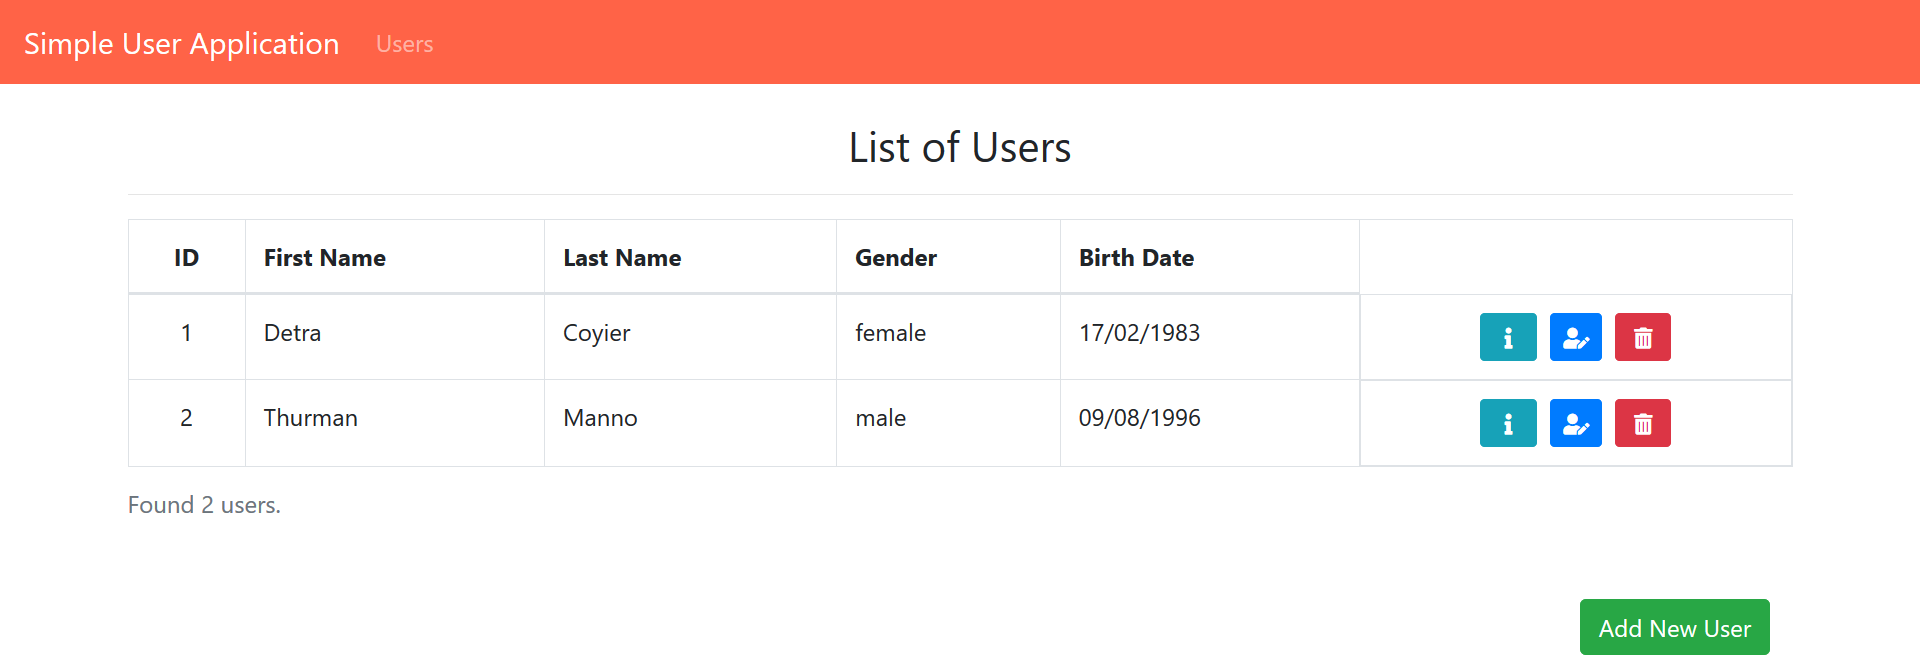 Simple User Application Users
List of Users
ID First Name Last Name Gender Birth Date
1 Detra Coyier female 17/02/1983
2 Thurman Manno male 09/08/1996
Found 2 users.
Add New User